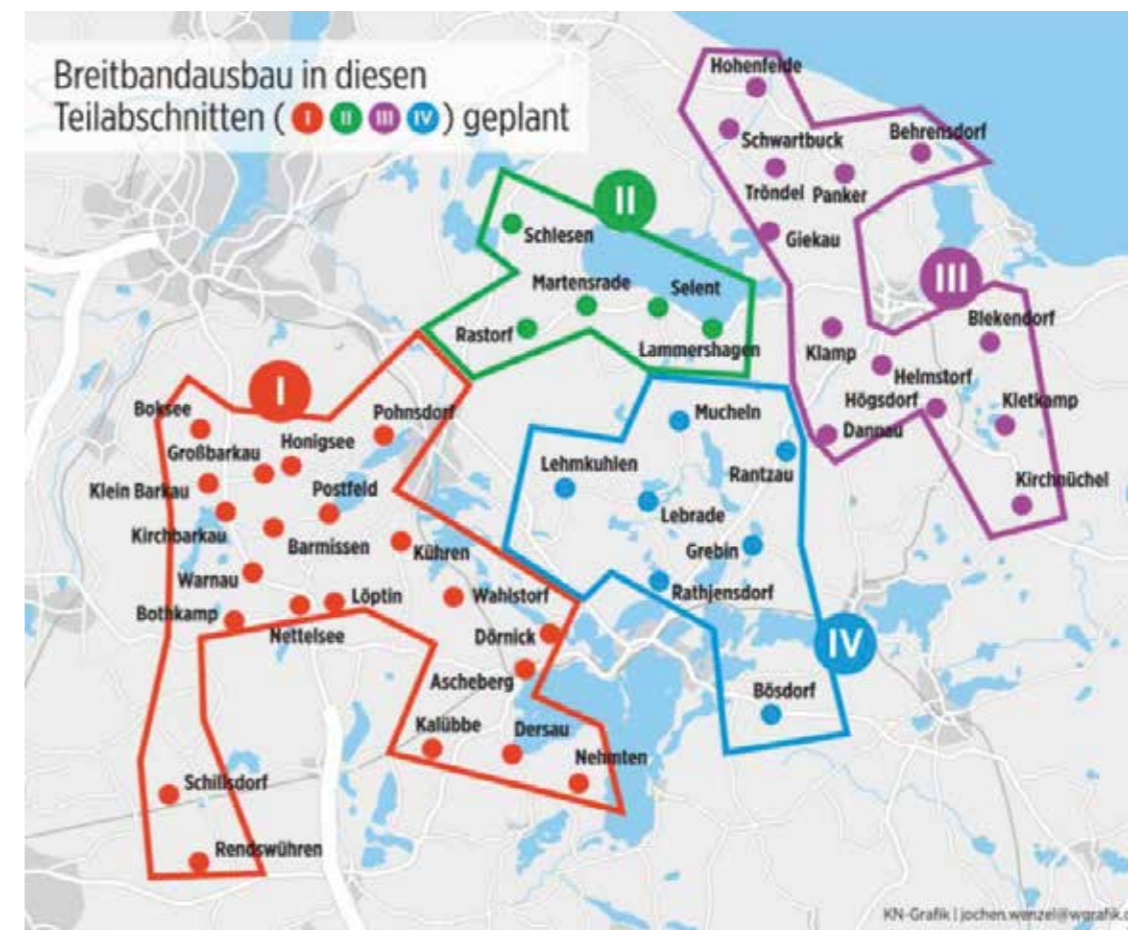 Breitbandausbau in diesen
Teilabschnitten ( I II III IV ) geplant
Hohenfelde
Schwartbuck
Behrensdorf
Tröndel
Panker
II
Schlesen
Giekau
III
Martensrade
Selent
Rastorf
Lammershagen
Klamp
Blekendorf
Helmstorf
I
Boksee
Pohnsdorf
Mucheln
Högsdorf
Kletkamp
Großbarkau
Honigsee
Dannau
Lehmkuhlen
Rantzau
Klein Barkau
Postfeld
Kirchnüchel
Lebrade
Kirchbarkau
Barmissen
Kühren
Grebin
Warnau
Rathjensdorf
Löptin
Wahlstorf
Bothkamp
Nettelsee
Dörnick
IV
Ascheberg
Bösdorf
Kalübbe
Dersau
Nehmten
Schillsdorf
Rendswühren
KN-Grafik | jochen.wenzel@wgrafik.d